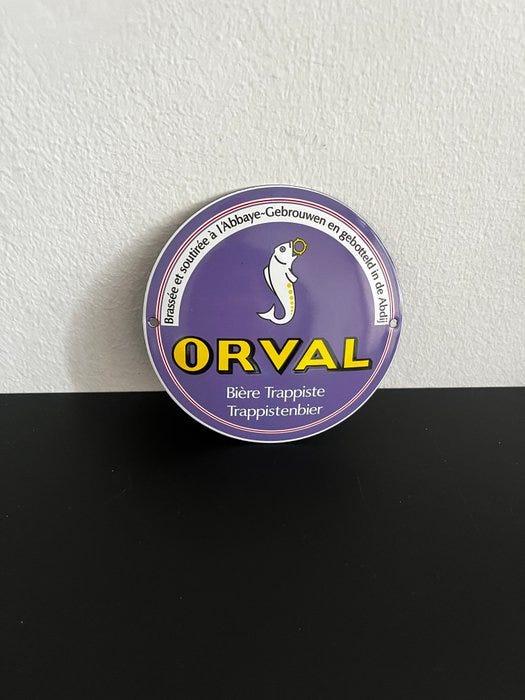 Brassée et soutirée à l'Abbaye~Gebrouwen en gebotteld in de Abdij
ORVAL
Bière Trappiste
Trappistenbier